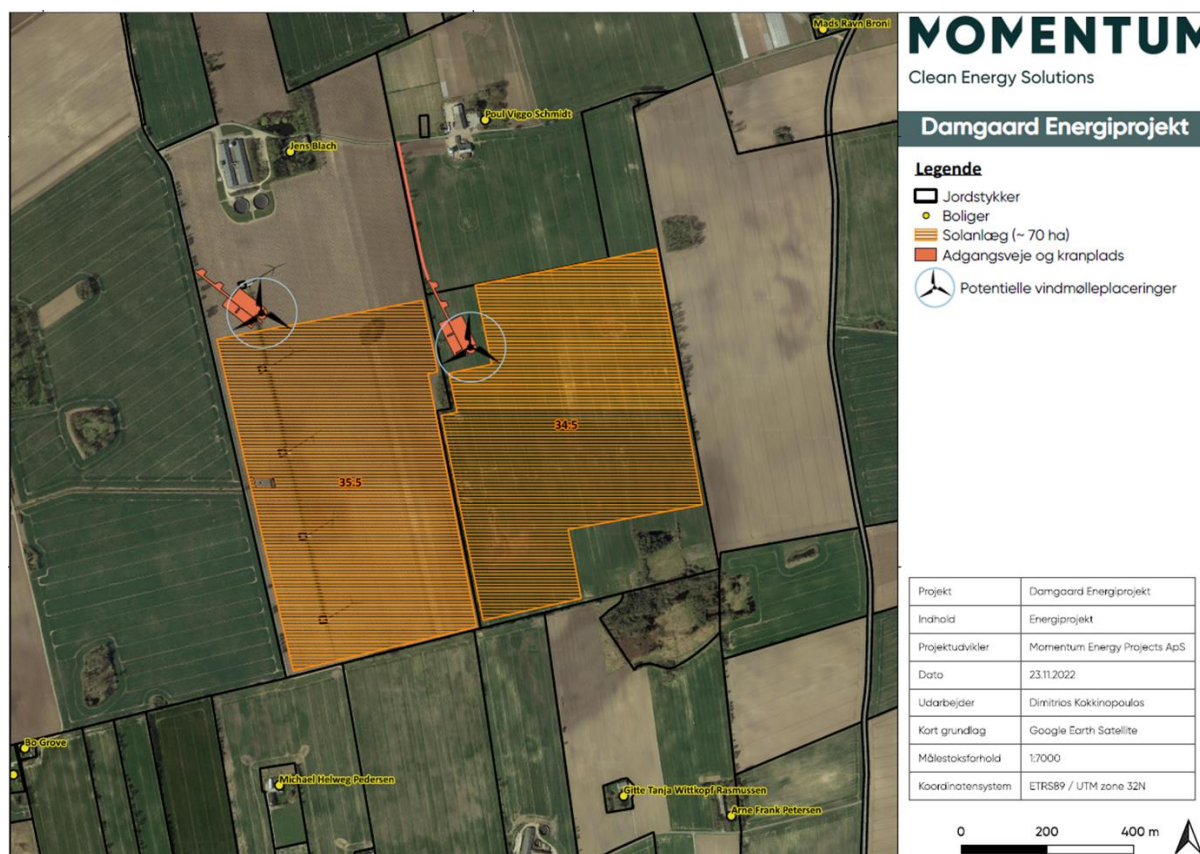 Mads Ravn Broni
Poul Viggo Schmidt
Jens Blach
34.5
35.5
Bo Grove
Michael Helweg Pedersen
Gitte Tanja Wittkopf Rasmussen
Arne Frank Petersen
MOMENTUM
Clean Energy Solutions
Damgaard Energiprojekt
Legende
Jordstykker
Boliger
Solanlæg (~ 70 ha)
Adgangsveje og kranplads
Potentielle vindmølleplaceringer
Projekt Damgaard Energiprojekt
Indhold Energiprojekt
Projektudvikler Momentum Energy Projects ApS
Dato 23.11.2022
Udarbejder Dimitrios Kokkinopoulos
Kort grundlag Google Earth Satellite
Målestoksforhold 1:7000
Koordinatensystem ETRS89 / UTM zone 32N
0 200 400 m